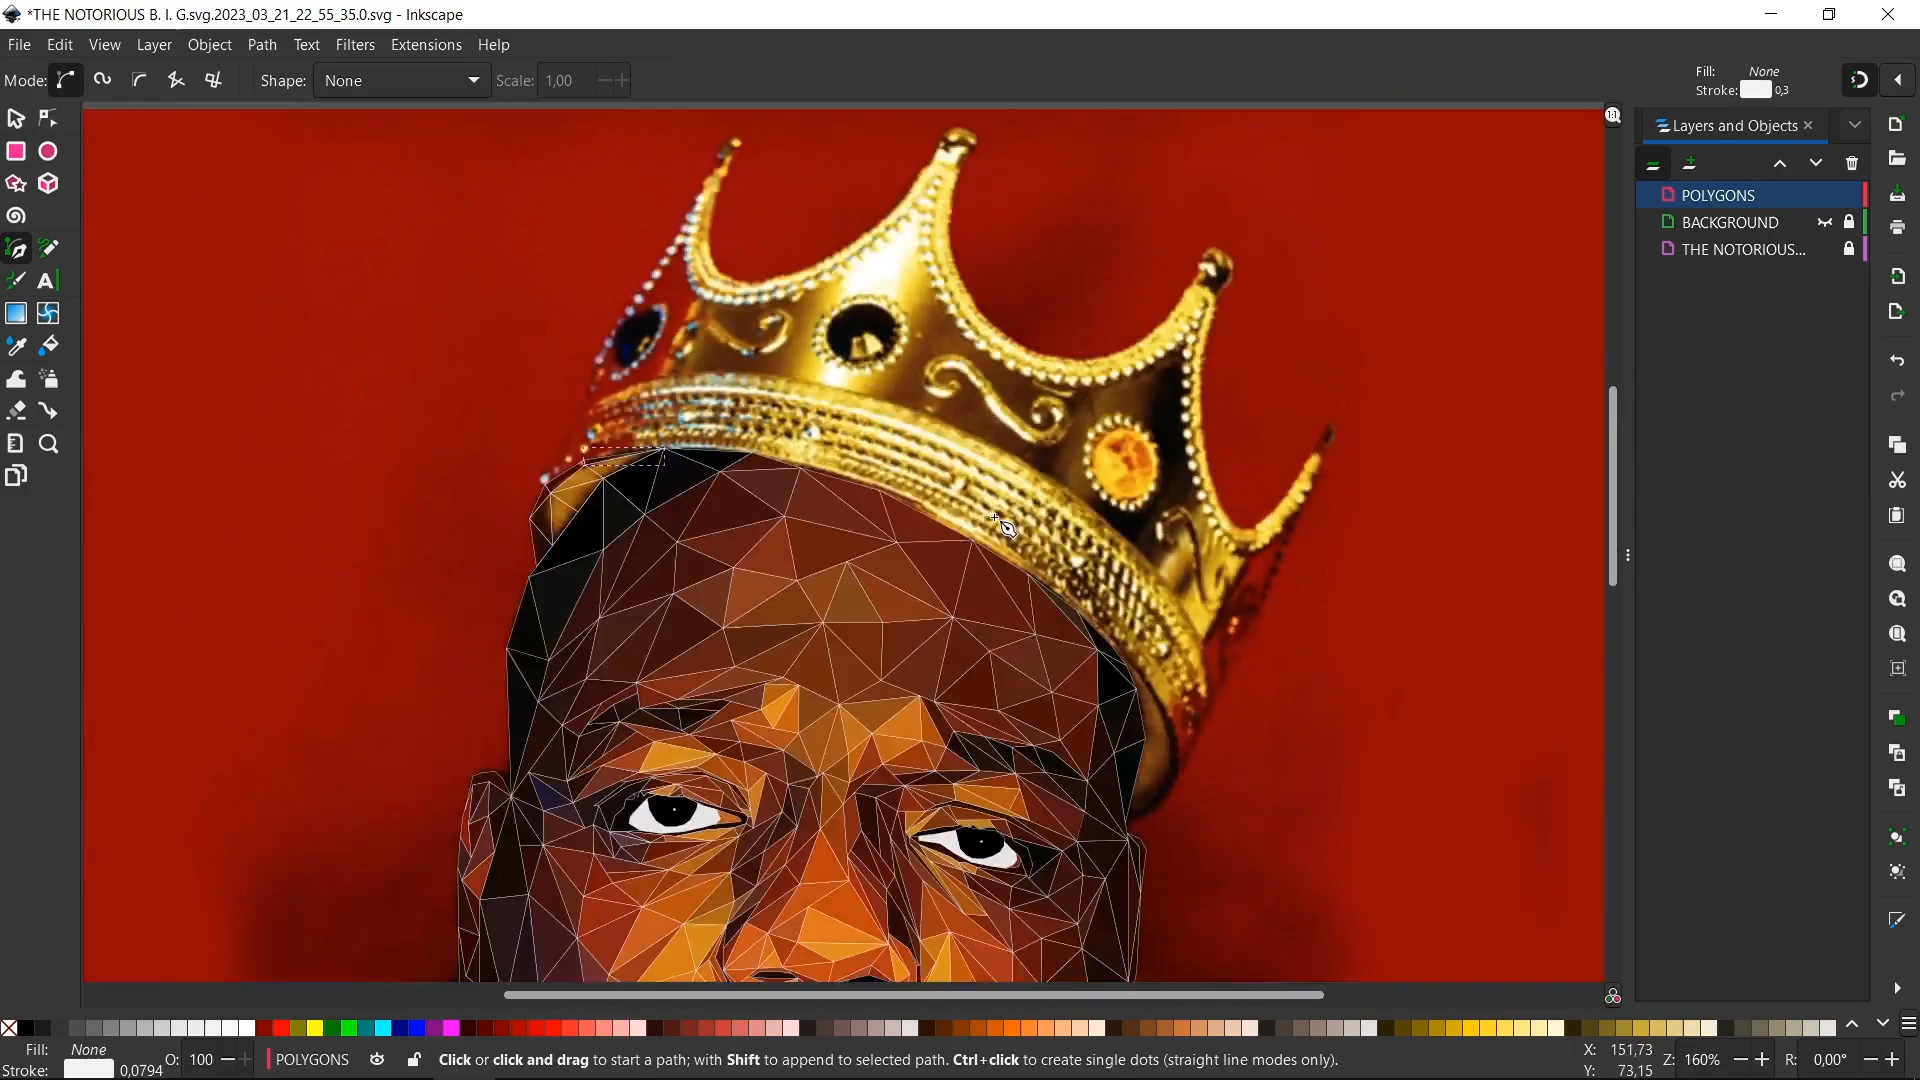 *THE NOTORIOUS B. I. G.svg.2023_03_21_22_55_35.0.svg - Inkscape
File Edit View Layer Object Path Text Filters Extensions Help
Mode: Shape: None Scale: 1,00
Fill: None
Stroke: 0,3
Layers and Objects
POLYGONS
BACKGROUND
THE NOTORIOUS...
Fill: None
Stroke: 0,0794
O: 100
POLYGONS
Click or click and drag to start a path; with Shift to append to selected path. Ctrl+click to create single dots (straight line modes only).
X: 151,73
Y: 73,15
Z: 160%
R: 0,00°